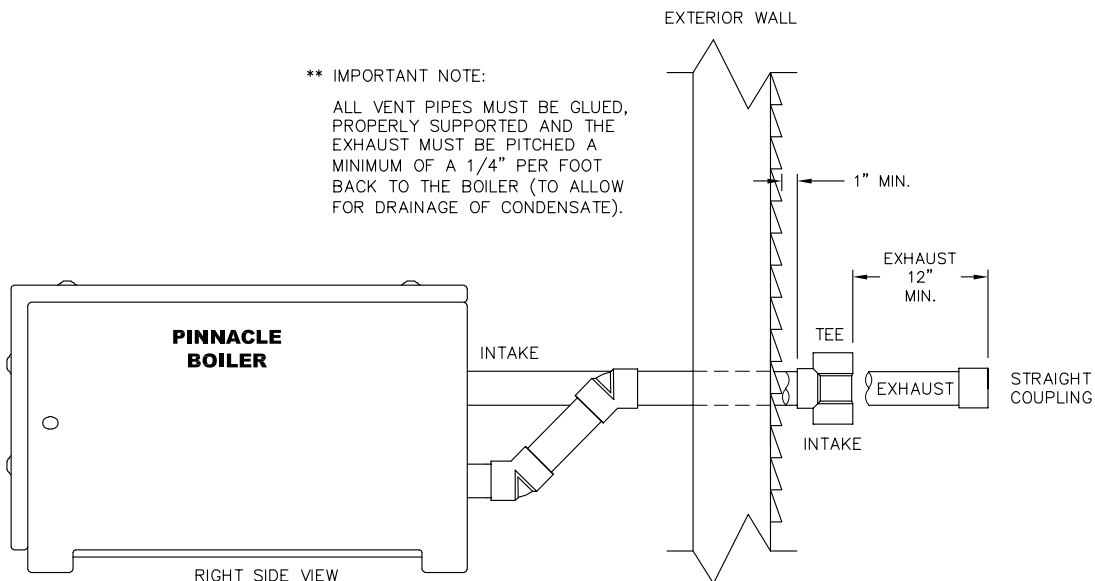 EXTERIOR WALL
** IMPORTANT NOTE:
ALL VENT PIPES MUST BE GLUED,
PROPERLY SUPPORTED AND THE
EXHAUST MUST BE PITCHED A
MINIMUM OF A 1/4" PER FOOT
BACK TO THE BOILER (TO ALLOW
FOR DRAINAGE OF CONDENSATE).
1" MIN.
EXHAUST
12"
MIN.
TEE
PINNACLE
BOILER
INTAKE
EXHAUST
STRAIGHT
COUPLING
INTAKE
RIGHT SIDE VIEW